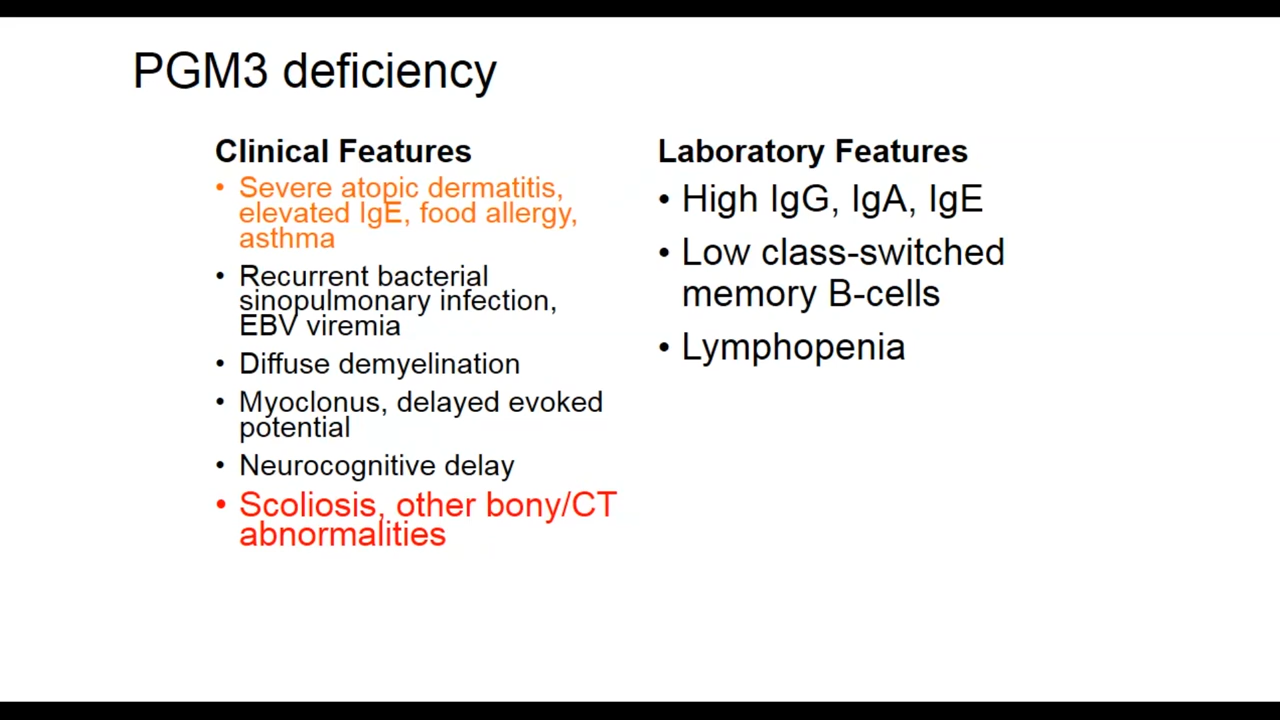 PGM3 deficiency
Clinical Features
• Severe atopic dermatitis,
elevated IgE, food allergy,
asthma
• Recurrent bacterial
sinopulmonary infection,
EBV viremia
• Diffuse demyelination
• Myoclonus, delayed evoked
potential
• Neurocognitive delay
• Scoliosis, other bony/CT
abnormalities
Laboratory Features
• High IgG, IgA, IgE
• Low class-switched
memory B-cells
• Lymphopenia